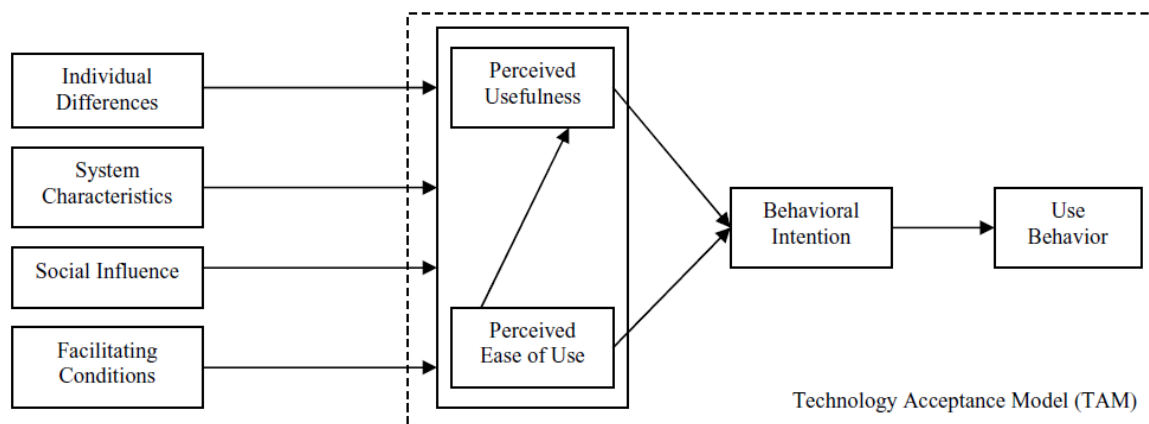 Individual
Differences
System
Characteristics
Social Influence
Facilitating
Conditions
Perceived
Usefulness
Perceived
Ease of Use
Behavioral
Intention
Use
Behavior
Technology Acceptance Model (TAM)